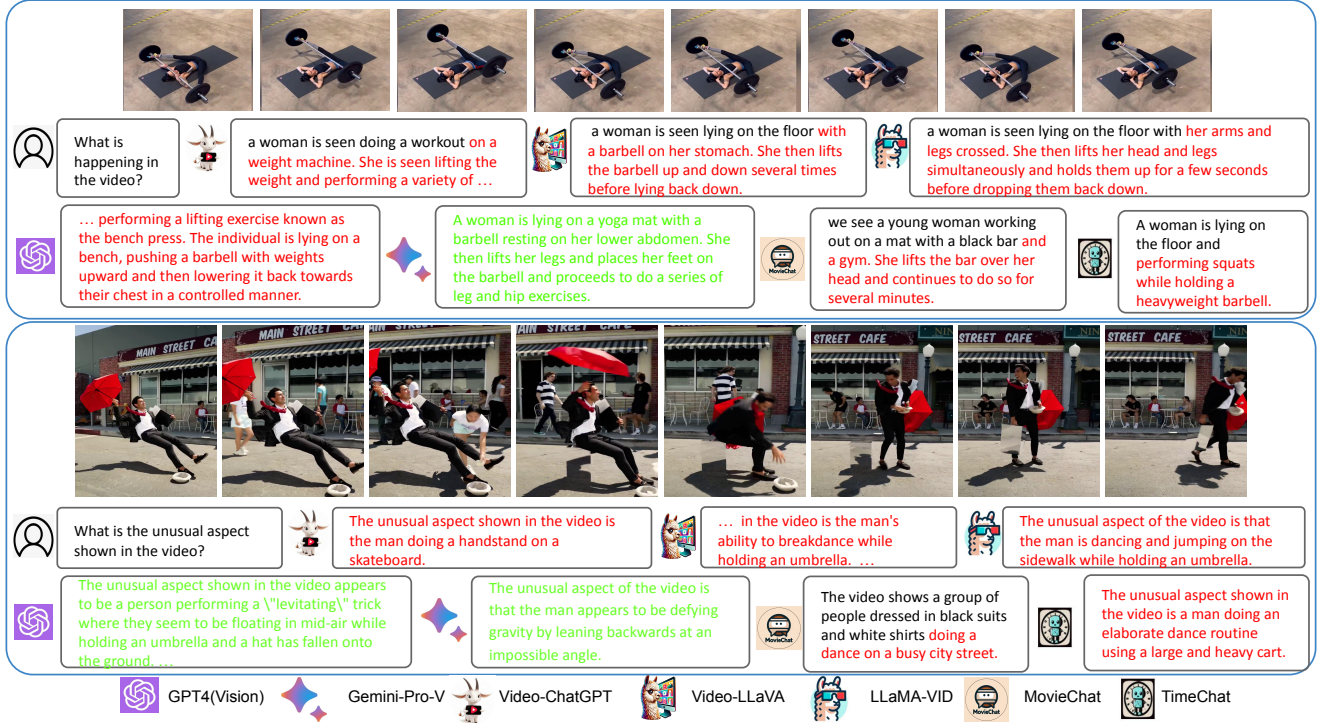 What is
happening in
the video?
a woman is seen doing a workout on
a weight machine. She is seen lifting the
weight and performing a variety of …
a woman is seen lying on the floor with
a barbell on her stomach. She then lifts
the barbell up and down several times
before lying back down.
a woman is seen lying on the floor with her arms and
legs crossed. She then lifts her head and legs
simultaneously and holds them up for a few seconds
before dropping them back down.
… performing a lifting exercise known as
the bench press. The individual is lying on a
bench, pushing a barbell with weights
upward and then lowering it back towards
their chest in a controlled manner.
A woman is lying on a yoga mat with a
barbell resting on her lower abdomen. She
then lifts her legs and places her feet on
the barbell and proceeds to do a series of
leg and hip exercises.
MovieChat
we see a young woman working
out on a mat with a black bar and
a gym. She lifts the bar over her
head and continues to do so for
several minutes.
A woman is lying on
the floor and
performing squats
while holding a
heavyweight barbell.
MAIN STREET CAFE
MAIN STREET CAFE
MAIN STREET CA
STREET CAFE
STREET CAFE
STREET CAFE
STREET CAFE
What is the unusual aspect
shown in the video?
The unusual aspect shown in the video is
the man doing a handstand on a
skateboard.
… in the video is the man's
ability to breakdance while
holding an umbrella. …
The unusual aspect of the video is that
the man is dancing and jumping on the
sidewalk while holding an umbrella.
The unusual aspect shown in the video appears
to be a person performing a \"levitating\" trick
where they seem to be floating in mid-air while
holding an umbrella and a hat has fallen onto
the ground. …
The unusual aspect of the video is
that the man appears to be defying
gravity by leaning backwards at an
impossible angle.
MovieChat
The video shows a group of
people dressed in black suits
and white shirts doing a
dance on a busy city street.
The unusual aspect shown in
the video is a man doing an
elaborate dance routine
using a large and heavy cart.
GPT4(Vision)
Gemini-Pro-V
Video-ChatGPT
Video-LLaVA
LLaMA-VID
MovieChat
MovieChat
TimeChat